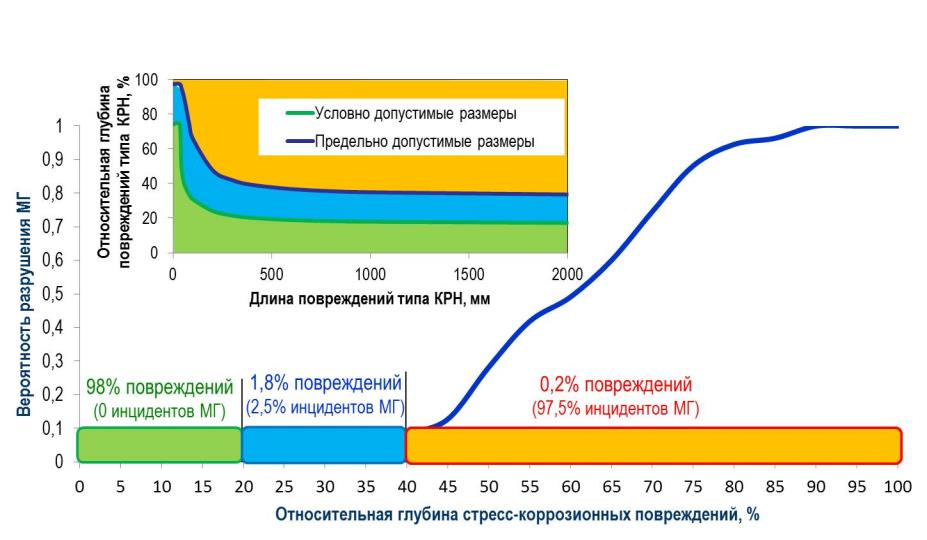 Относительная глубина
повреждений типа КРН, %
100
80
60
40
20
0
Условно допустимые размеры
Предельно допустимые размеры
0 500 1000 1500 2000
Длина повреждений типа КРН, мм
Вероятность разрушения МГ
1
0,9
0,8
0,7
0,6
0,5
0,4
0,3
0,2
0,1
0
98% повреждений
(0 инцидентов МГ)
1,8% повреждений
(2,5% инцидентов МГ)
0,2% повреждений
(97,5% инцидентов МГ)
0 5 10 15 20 25 30 35 40 45 50 55 60 65 70 75 80 85 90 95 100
Относительная глубина стресс-коррозионных повреждений, %